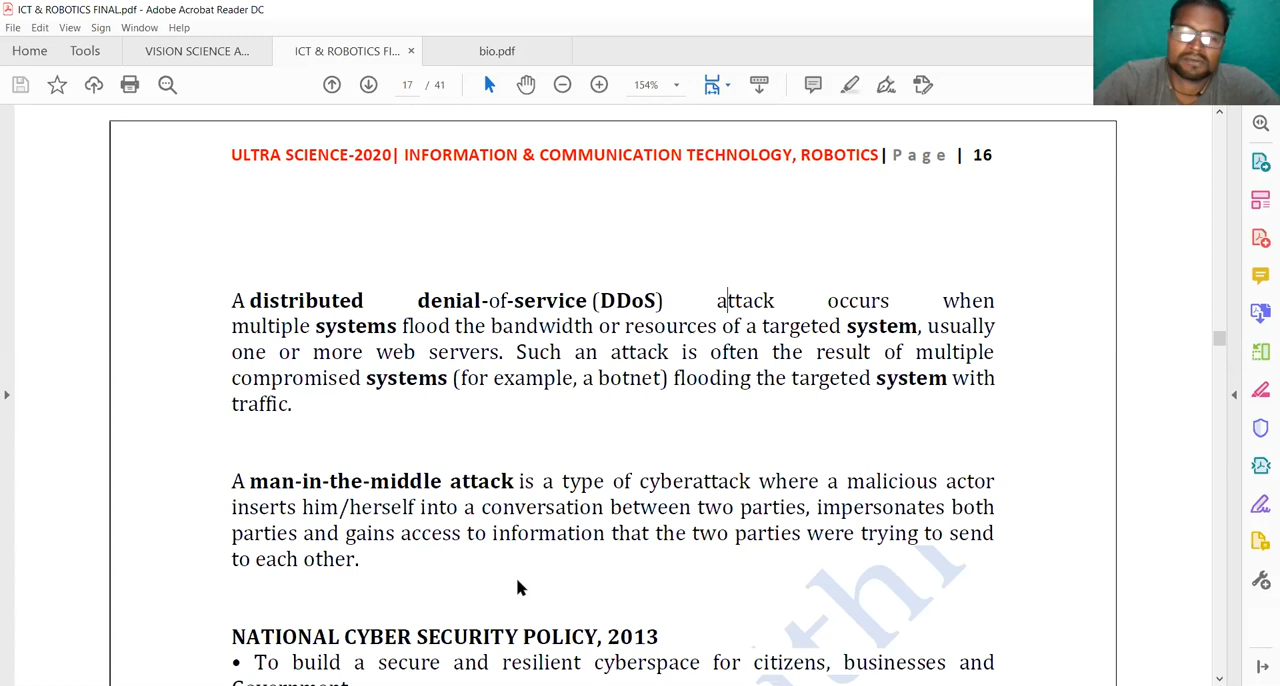 ICT & ROBOTICS FINAL.pdf - Adobe Acrobat Reader DC
File Edit View Sign Window Help
Home Tools VISION SCIENCE A... ICT & ROBOTICS FI... × bio.pdf
17 / 41 154%
ULTRA SCIENCE-2020| INFORMATION & COMMUNICATION TECHNOLOGY, ROBOTICS| P a g e | 16
A distributed denial-of-service (DDoS) attack occurs when
multiple systems flood the bandwidth or resources of a targeted system, usually
one or more web servers. Such an attack is often the result of multiple
compromised systems (for example, a botnet) flooding the targeted system with
traffic.
A man-in-the-middle attack is a type of cyberattack where a malicious actor
inserts him/herself into a conversation between two parties, impersonates both
parties and gains access to information that the two parties were trying to send
to each other.
NATIONAL CYBER SECURITY POLICY, 2013
• To build a secure and resilient cyberspace for citizens, businesses and
Government